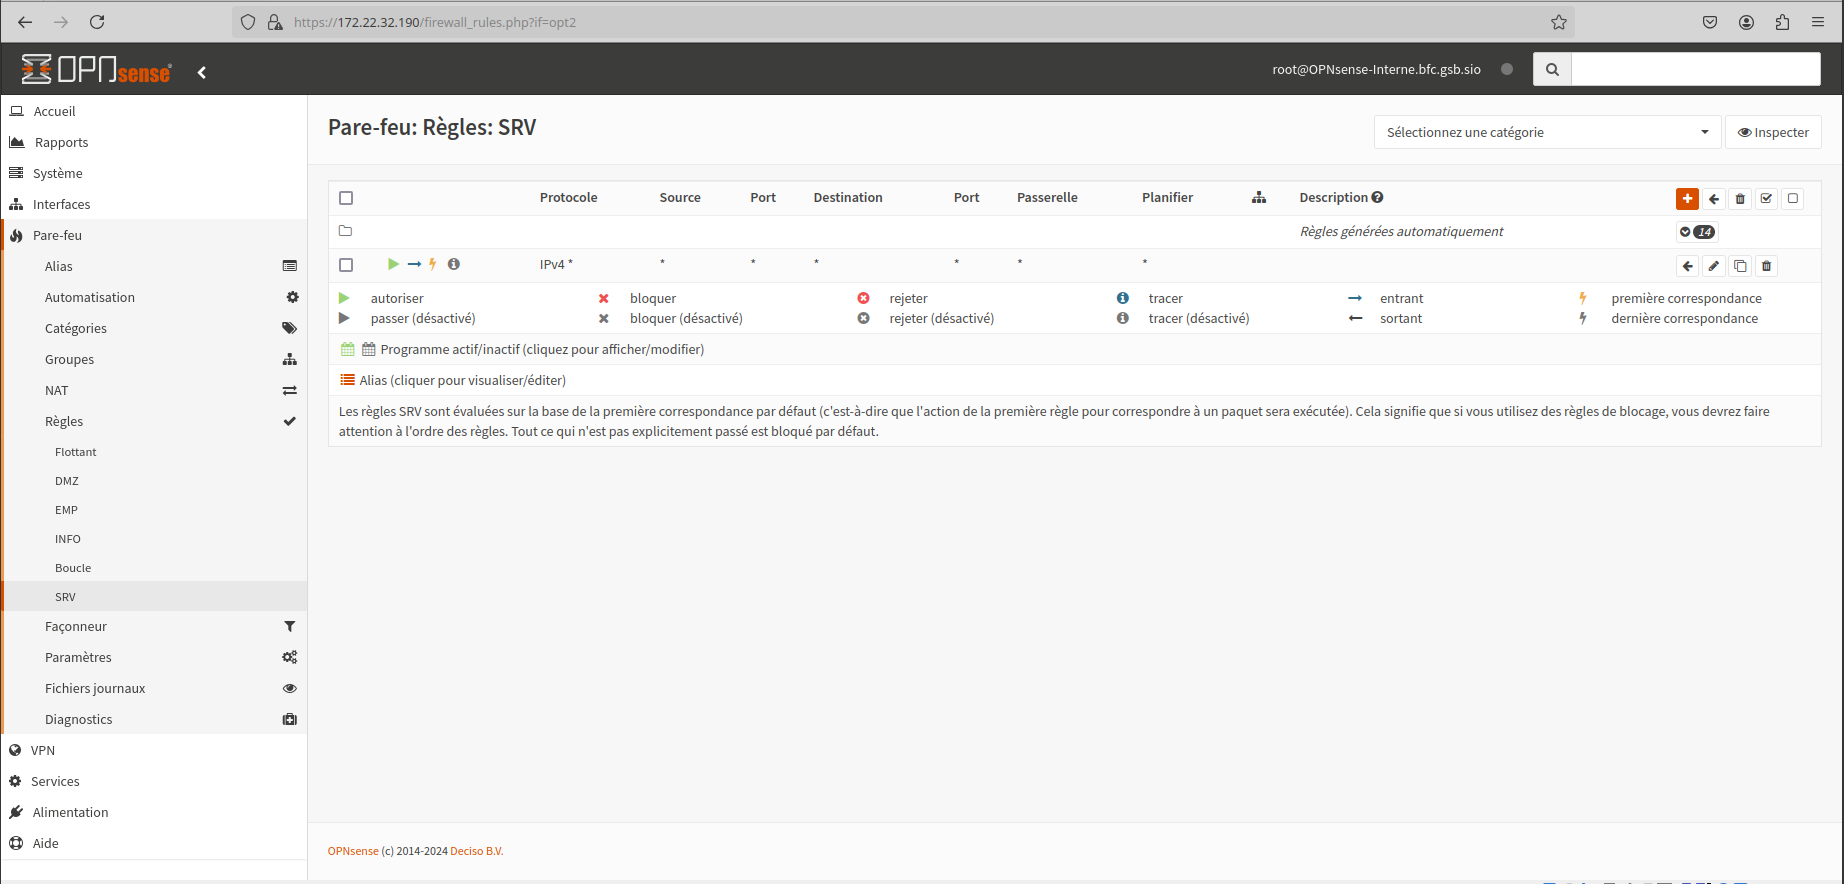 https://172.22.32.190/firewall_rules.php?if=opt2
OPNsense
root@OPNsense-Interne.bfc.gsb.sio
Accueil
Rapports
Système
Interfaces
Pare-feu
Alias
Automatisation
Catégories
Groupes
NAT
Règles
Flottant
DMZ
EMP
INFO
Boucle
SRV
Façonneur
Paramètres
Fichiers journaux
Diagnostics
VPN
Services
Alimentation
Aide
Pare-feu: Règles: SRV
Sélectionnez une catégorie
Inspecter
Protocole Source Port Destination Port Passerelle Planifier Description
Règles générées automatiquement 14
IPv4 * * * * * * *
autoriser bloquer rejeter tracer entrant première correspondance
passer (désactivé) bloquer (désactivé) rejeter (désactivé) tracer (désactivé) sortant dernière correspondance
Programme actif/inactif (cliquez pour afficher/modifier)
Alias (cliquer pour visualiser/éditer)
Les règles SRV sont évaluées sur la base de la première correspondance par défaut (c'est-à-dire que l'action de la première règle pour correspondre à un paquet sera exécutée). Cela signifie que si vous utilisez des règles de blocage, vous devrez faire
attention à l'ordre des règles. Tout ce qui n'est pas explicitement passé est bloqué par défaut.
OPNsense (c) 2014-2024 Deciso B.V.